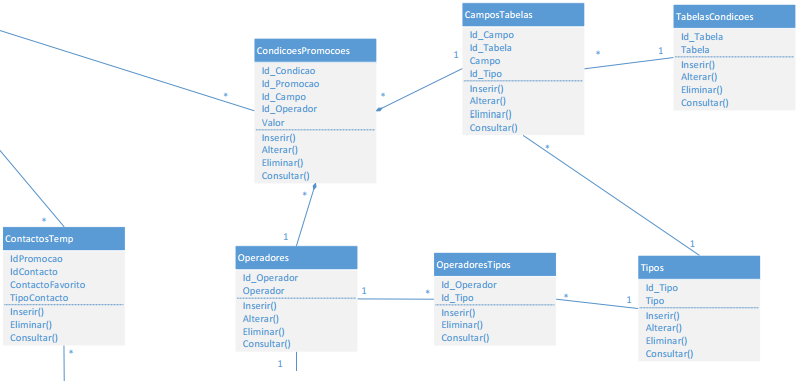 CamposTabelas
Id_Campo
Id_Tabela
Campo
Id_Tipo
Inserir()
Alterar()
Eliminar()
Consultar()
TabelasCondicoes
Id_Tabela
Tabela
Inserir()
Alterar()
Eliminar()
Consultar()
CondicoesPromocoes
Id_Condicao
Id_Promocao
Id_Campo
Id_Operador
Valor
Inserir()
Alterar()
Eliminar()
Consultar()
1
*
*
1
*
*
*
1
*
1
ContactosTemp
IdPromocao
IdContacto
ContactoFavorito
TipoContacto
Inserir()
Eliminar()
Consultar()
*
Operadores
Id_Operador
Operador
Inserir()
Alterar()
Eliminar()
Consultar()
1
1
*
OperadoresTipos
Id_Operador
Id_Tipo
Inserir()
Eliminar()
Consultar()
*
1
Tipos
Id_Tipo
Tipo
Inserir()
Alterar()
Eliminar()
Consultar()